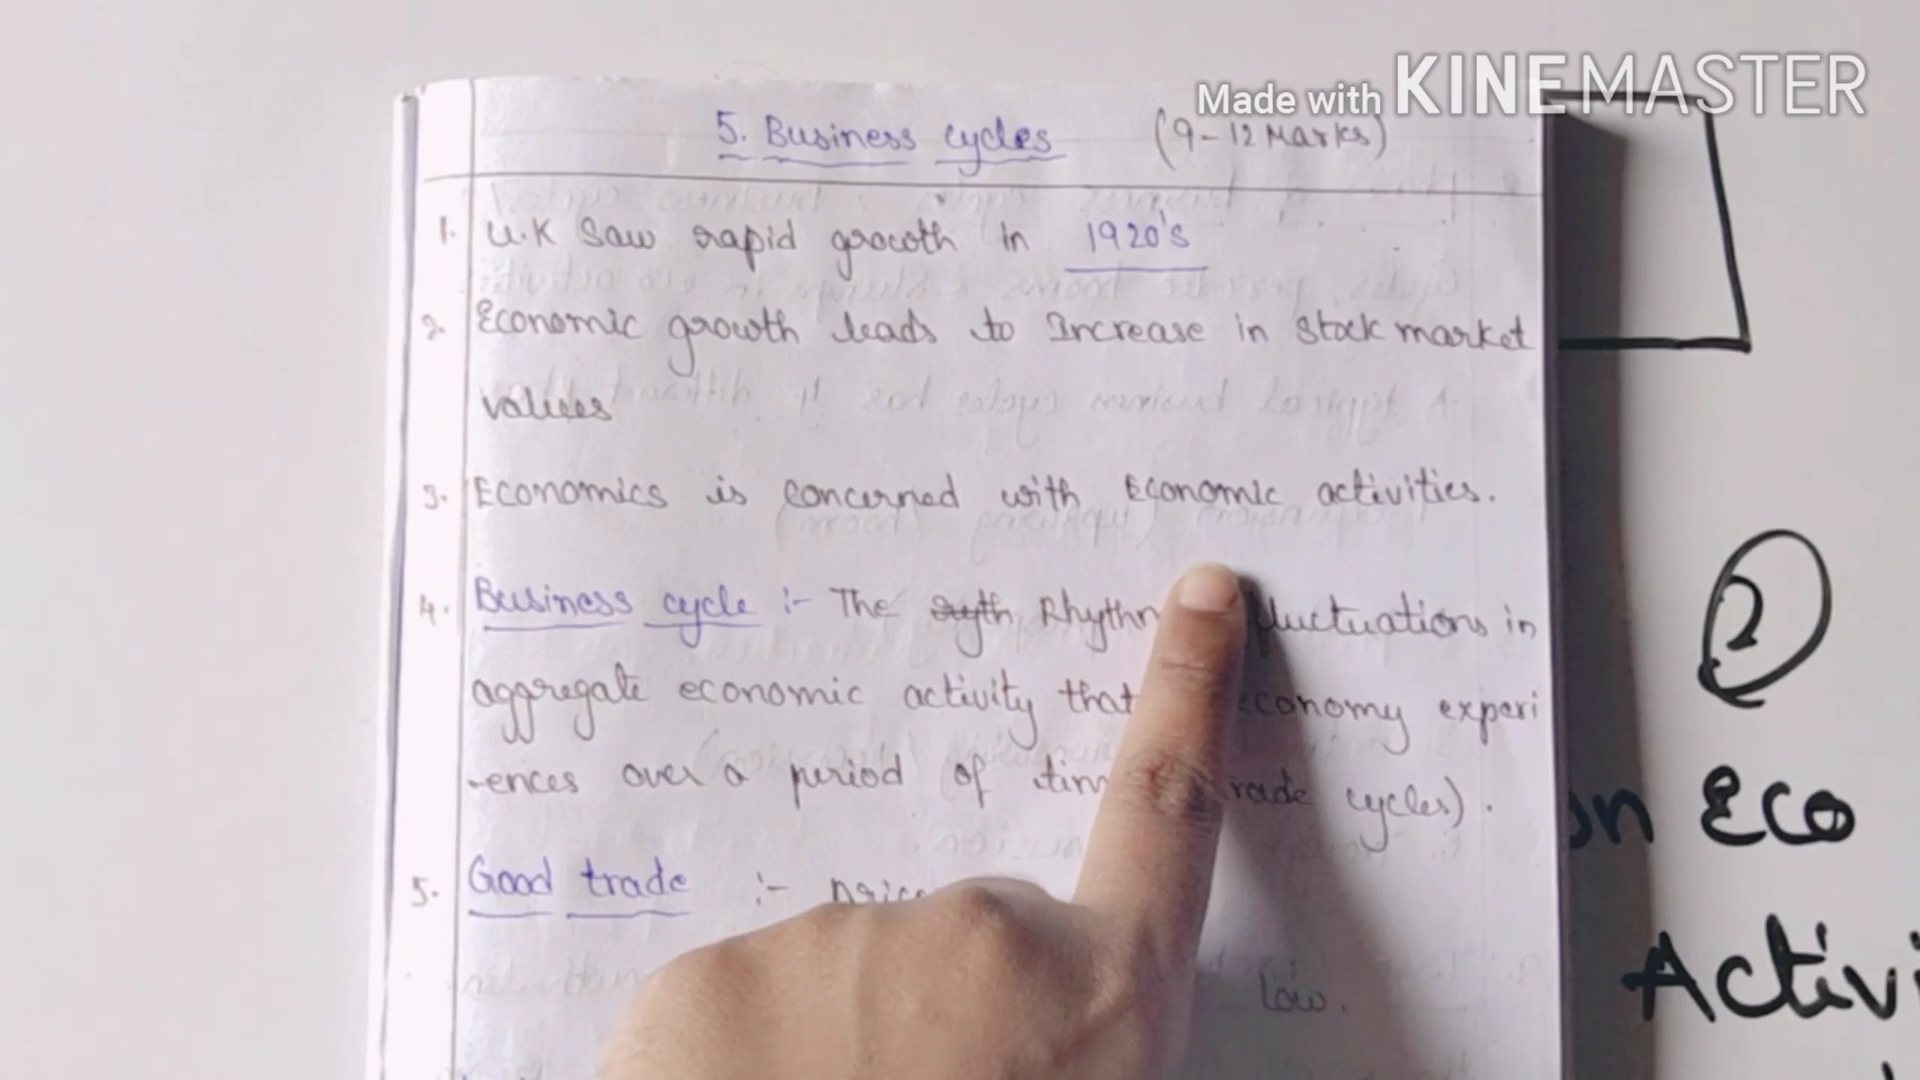 Made with KINEMASTER
5. Business cycles (9-12 Marks)
1. U.K Saw rapid growth in 1920's
2. Economic growth leads to Increase in Stock market
values
3. Economics is concerned with Economic activities.
4. Business cycle :- The Rhythm fluctuations in
aggregate economic activity that economy experi
-ences over a period of trade cycles).
5. Good trade :-
low.
2
on Eco
Activi